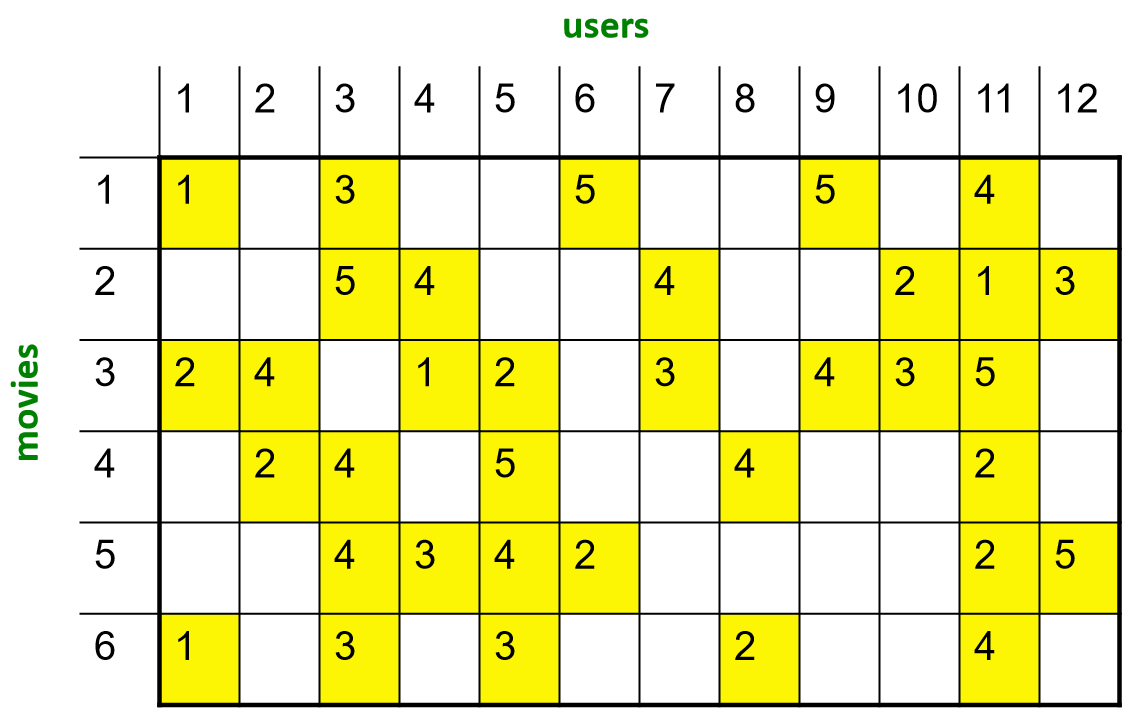 users
1 2 3 4 5 6 7 8 9 10 11 12
movies
1 1 3 5 5 4
2 5 4 4 2 1 3
3 2 4 1 2 3 4 3 5
4 2 4 5 4 2
5 4 3 4 2 2 5
6 1 3 3 2 4